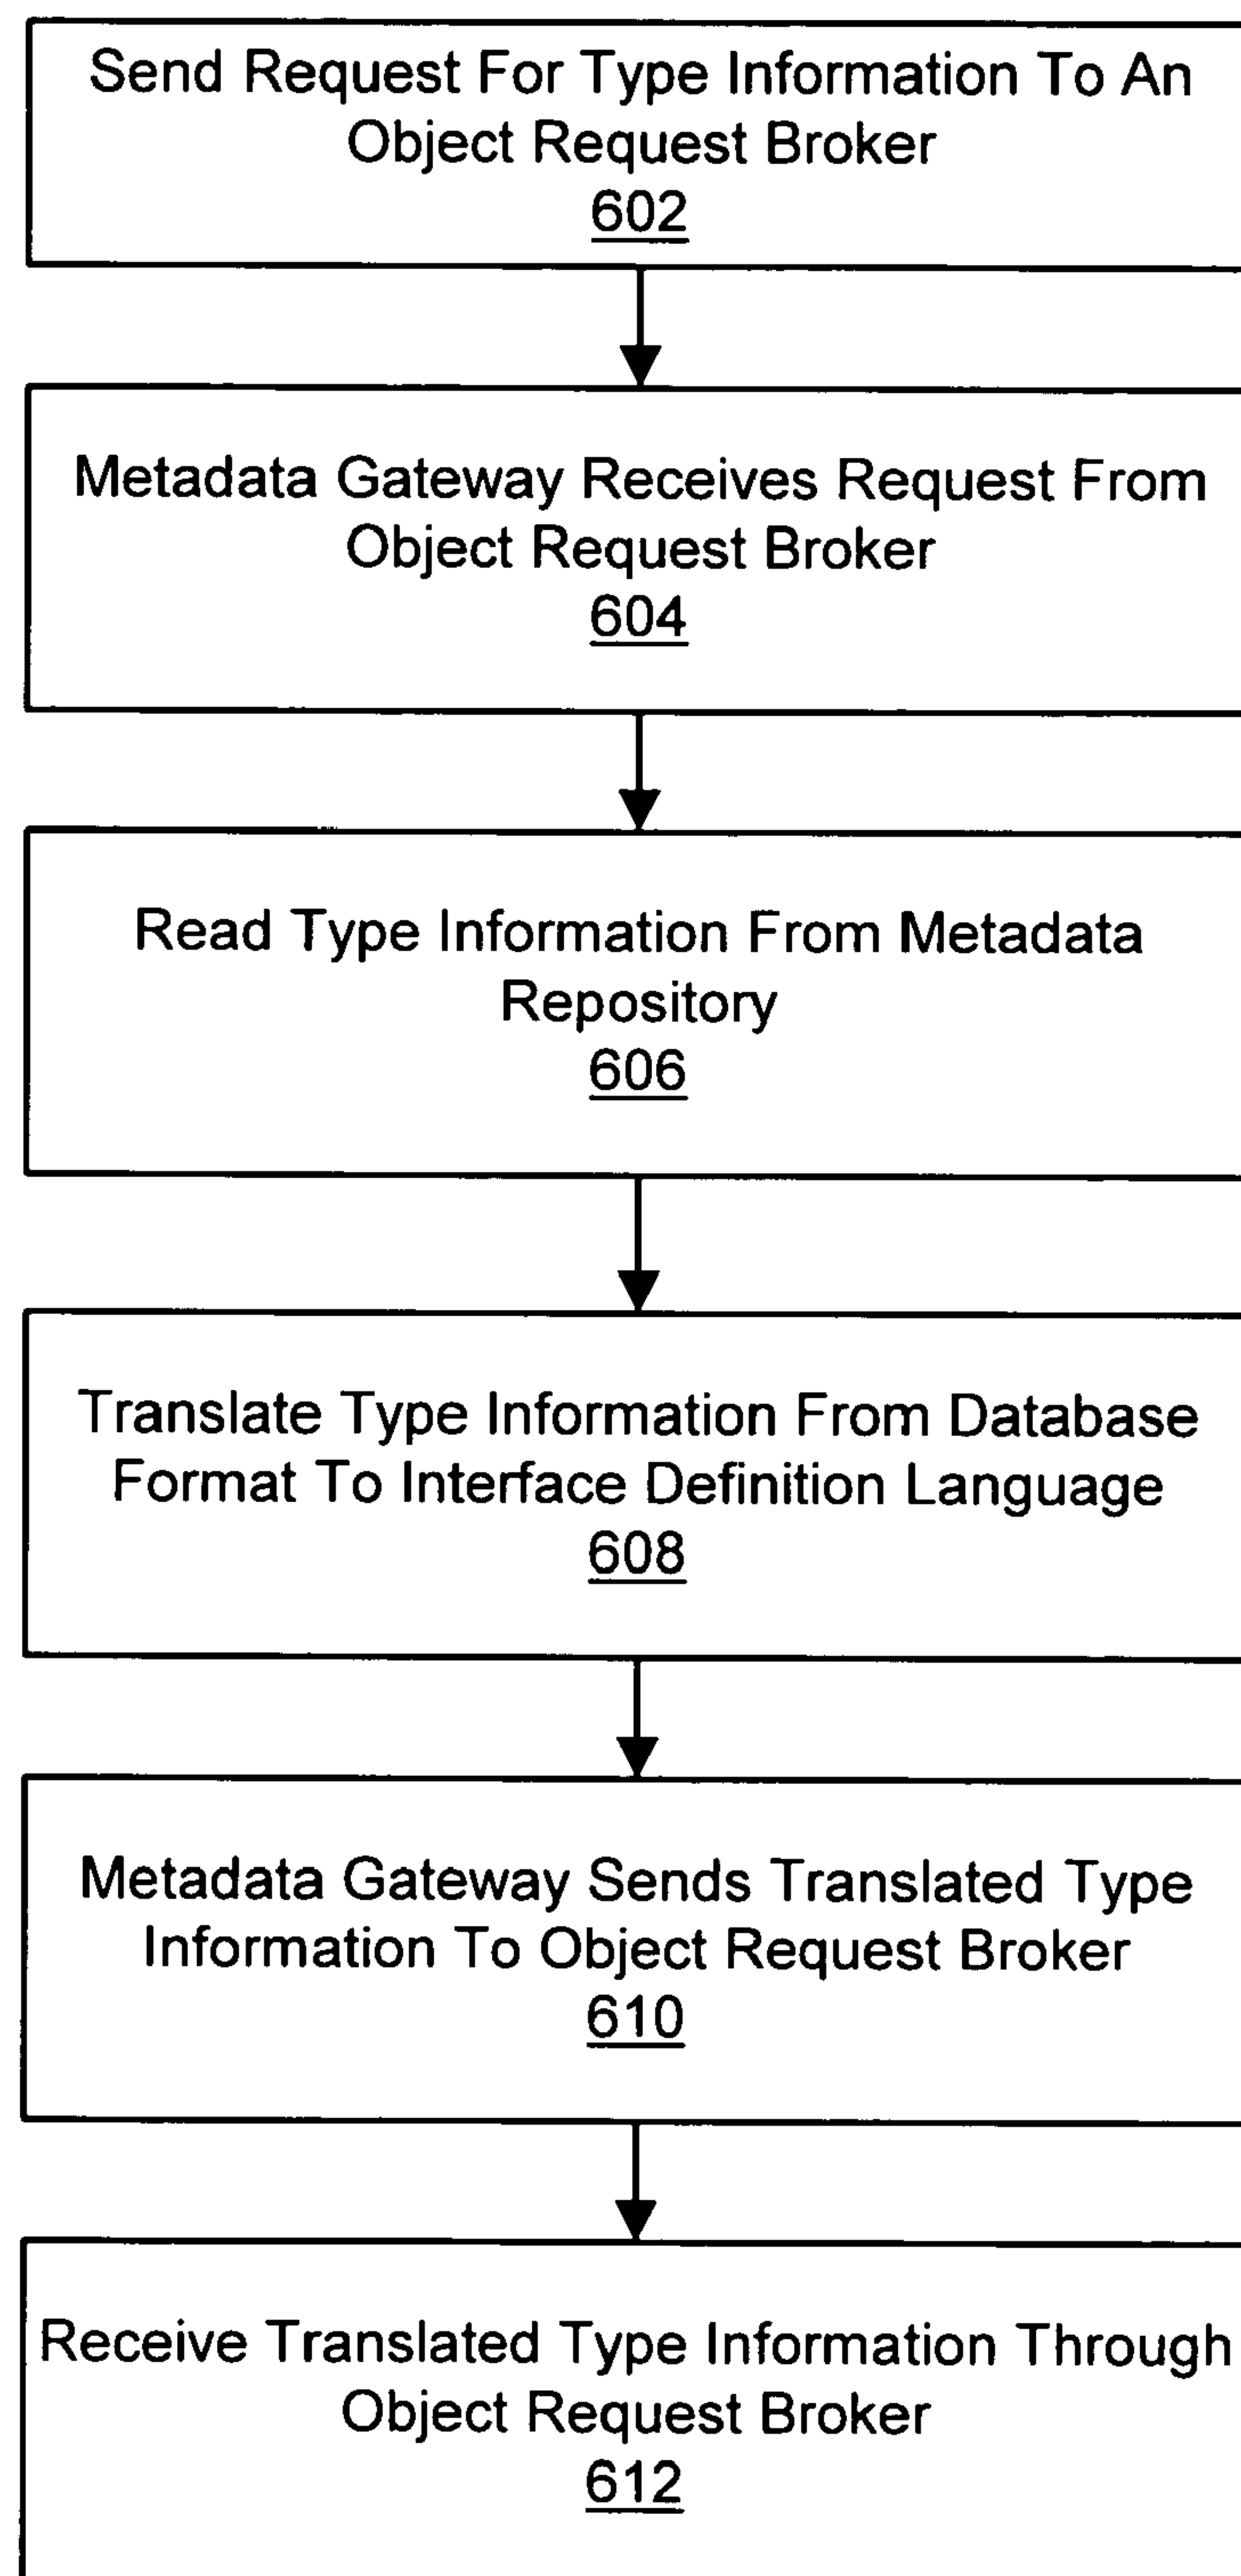 Send Request For Type Information To An
Object Request Broker
602
Metadata Gateway Receives Request From
Object Request Broker
604
Read Type Information From Metadata
Repository
606
Translate Type Information From Database
Format To Interface Definition Language
608
Metadata Gateway Sends Translated Type
Information To Object Request Broker
610
Receive Translated Type Information Through
Object Request Broker
612